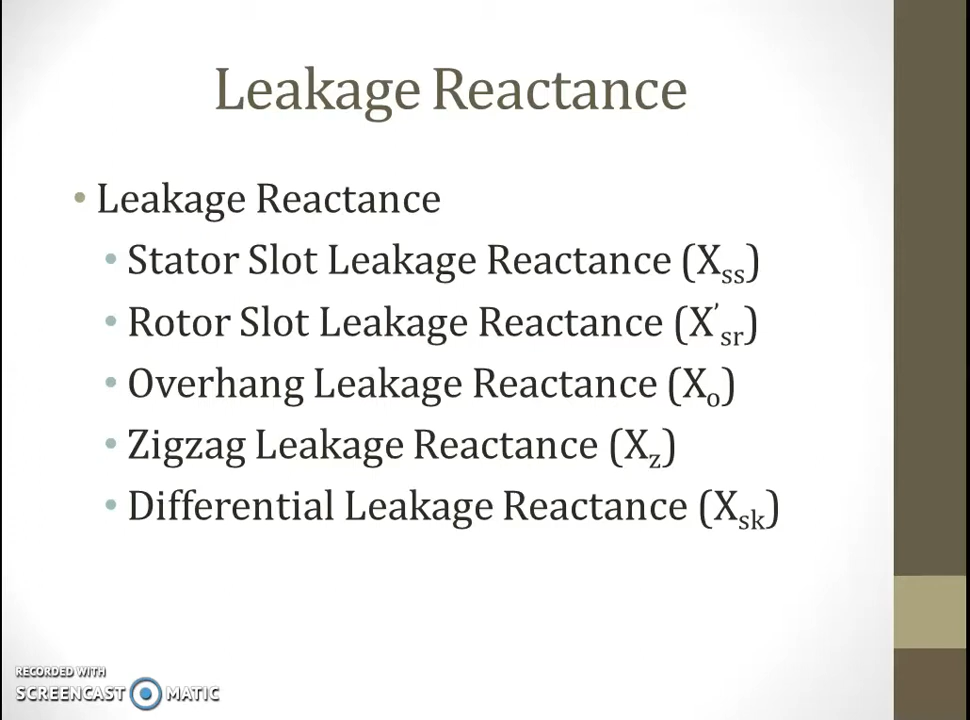 Leakage Reactance
• Leakage Reactance
• Stator Slot Leakage Reactance (Xss)
• Rotor Slot Leakage Reactance (X'sr)
• Overhang Leakage Reactance (Xo)
• Zigzag Leakage Reactance (Xz)
• Differential Leakage Reactance (Xsk)
RECORDED WITH
SCREENCAST MATIC